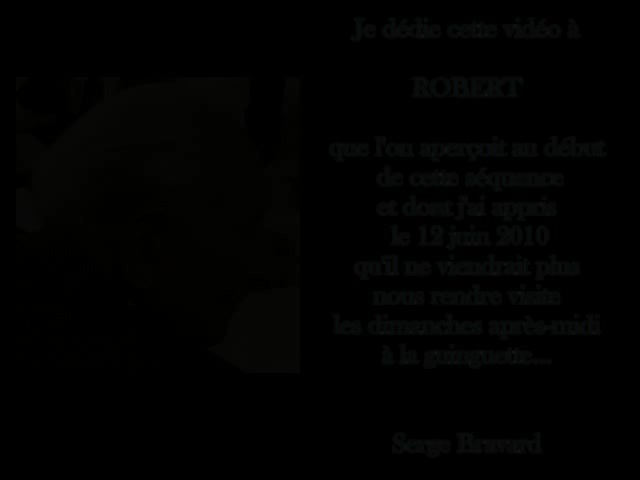 Je dédie cette vidéo à
ROBERT
que l'on aperçoit au début
de cette séquence
et dont j'ai appris
le 12 juin 2010
qu'il ne viendrait plus
nous rendre visite
les dimanches après-midi
à la guinguette...
Serge Bravard